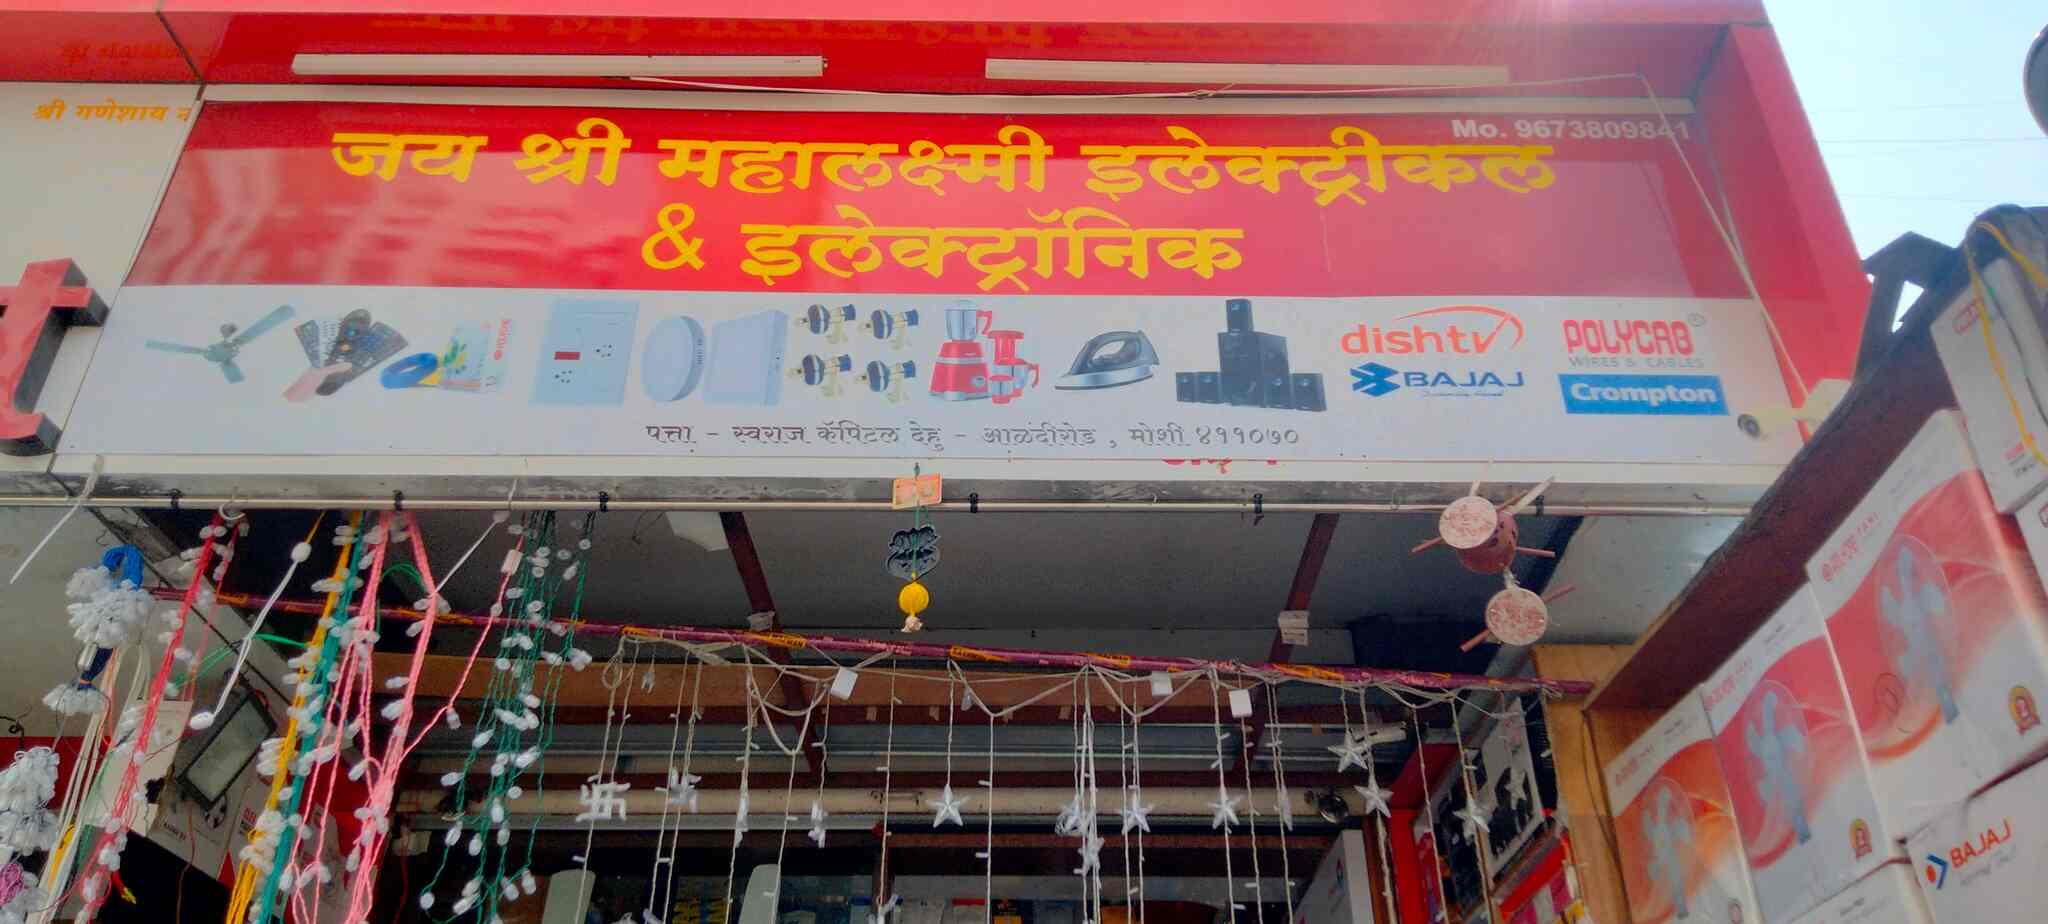 श्री गणेशाय न
Mo. 9673809841
जय श्री महालक्ष्मी इलेक्ट्रीकल
& इलेक्ट्रॉनिक
dishtv
BAJAJ
POLYCAB
WIRES & CABLES
Crompton
पत्ता - स्वराज कॅपिटल देहु - आळंदीरोड , मोशी ४११०७०
t
BAJAJ